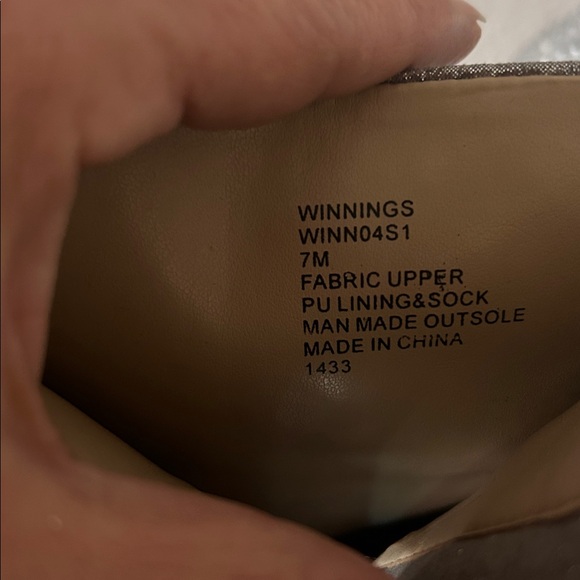 WINNINGS
WINN04S1
7M
FABRIC UPPER
PU LINING&SOCK
MAN MADE OUTSOLE
MADE IN CHINA
1433